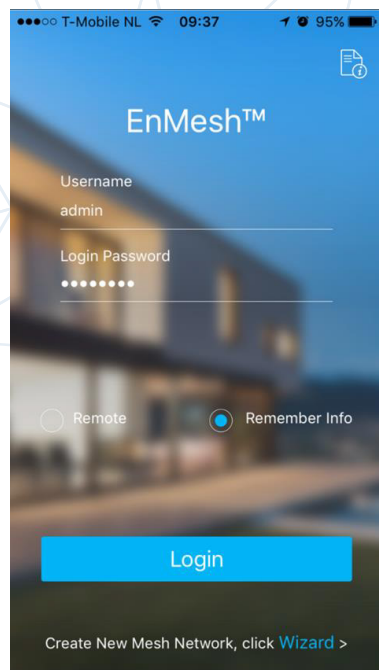 ●●●○○ T-Mobile NL 09:37 95%
EnMesh™
Username
admin
Login Password
●●●●●●●●
Remote Remember Info
Login
Create New Mesh Network, click Wizard >